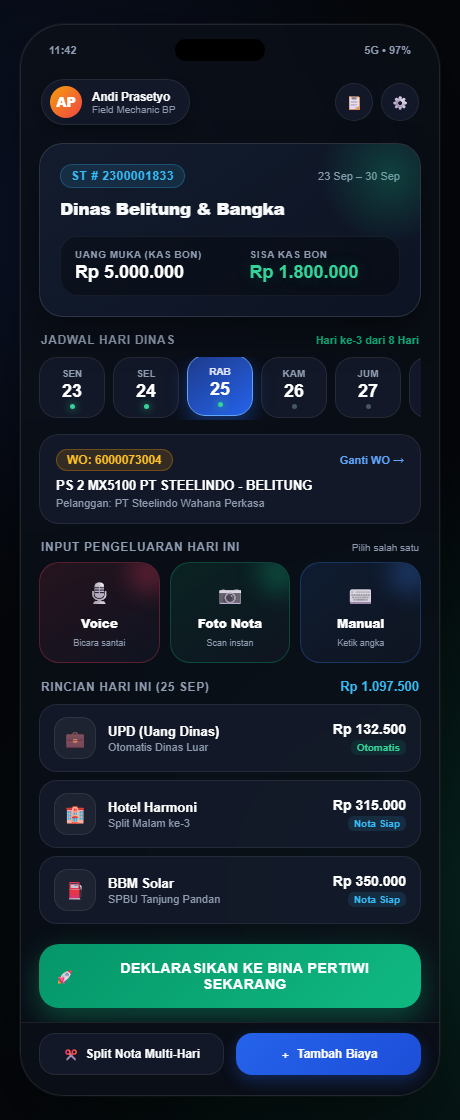 11:42
5G • 97%
AP
Andi Prasetyo
Field Mechanic BP
ST # 2300001833
23 Sep – 30 Sep
Dinas Belitung & Bangka
UANG MUKA (KAS BON)
Rp 5.000.000
SISA KAS BON
Rp 1.800.000
JADWAL HARI DINAS
Hari ke-3 dari 8 Hari
SEN
23
SEL
24
RAB
25
KAM
26
JUM
27
WO: 6000073004
Ganti WO →
PS 2 MX5100 PT STEELINDO - BELITUNG
Pelanggan: PT Steelindo Wahana Perkasa
INPUT PENGELUARAN HARI INI
Pilih salah satu
Voice
Bicara santai
Foto Nota
Scan instan
Manual
Ketik angka
RINCIAN HARI INI (25 SEP)
Rp 1.097.500
UPD (Uang Dinas)
Otomatis Dinas Luar
Rp 132.500
Otomatis
Hotel Harmoni
Split Malam ke-3
Rp 315.000
Nota Siap
BBM Solar
SPBU Tanjung Pandan
Rp 350.000
Nota Siap
DEKLARASIKAN KE BINA PERTIWI
SEKARANG
Split Nota Multi-Hari
+ Tambah Biaya